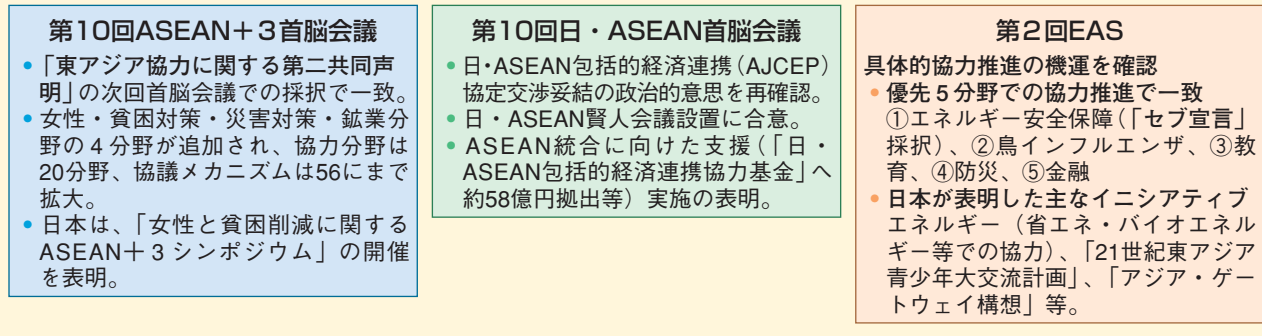 第10回ASEAN＋3首脳会議
•「東アジア協力に関する第二共同声
明」の次回首脳会議での採択で一致。
• 女性・貧困対策・災害対策・鉱業分
野の４分野が追加され、協力分野は
20分野、協議メカニズムは56にまで
拡大。
• 日本は、「女性と貧困削減に関する
ASEAN＋３シンポジウム」の開催
を表明。
第10回日・ASEAN首脳会議
• 日・ASEAN包括的経済連携（AJCEP）
協定交渉妥結の政治的意思を再確認。
• 日・ASEAN賢人会議設置に合意。
• ASEAN統合に向けた支援（「日・
ASEAN包括的経済連携協力基金」へ
約58億円拠出等）実施の表明。
第２回EAS
具体的協力推進の機運を確認
• 優先５分野での協力推進で一致
①エネルギー安全保障（「セブ宣言」
採択）、②鳥インフルエンザ、③教
育、④防災、⑤金融
• 日本が表明した主なイニシアティブ
エネルギー（省エネ・バイオエネル
ギー等での協力）、「21世紀東アジア
青少年大交流計画」、「アジア・ゲー
トウェイ構想」等。